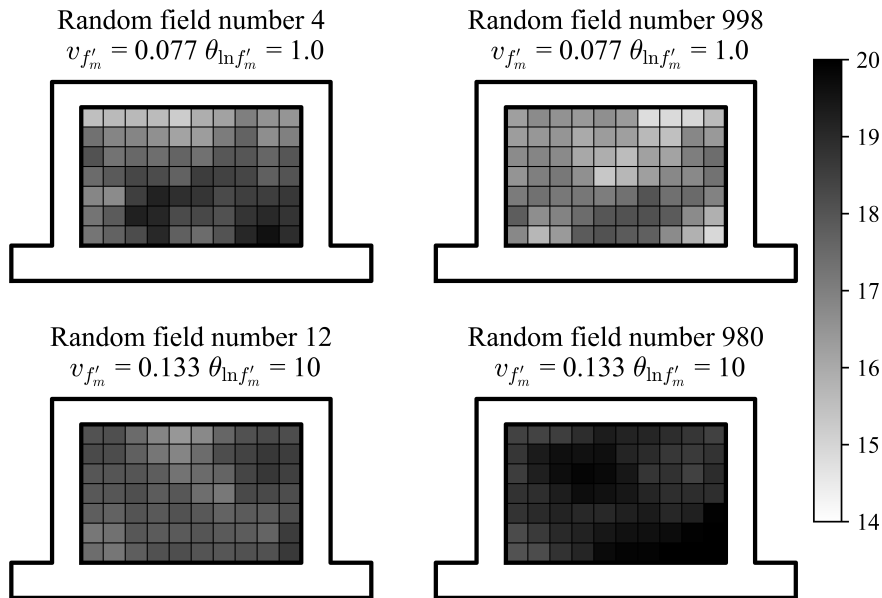 Random field number 4
v_{f'_m} = 0.077 θ_{ln f'_m} = 1.0
Random field number 998
v_{f'_m} = 0.077 θ_{ln f'_m} = 1.0
20
19
18
17
16
15
14
Random field number 12
v_{f'_m} = 0.133 θ_{ln f'_m} = 10
Random field number 980
v_{f'_m} = 0.133 θ_{ln f'_m} = 10